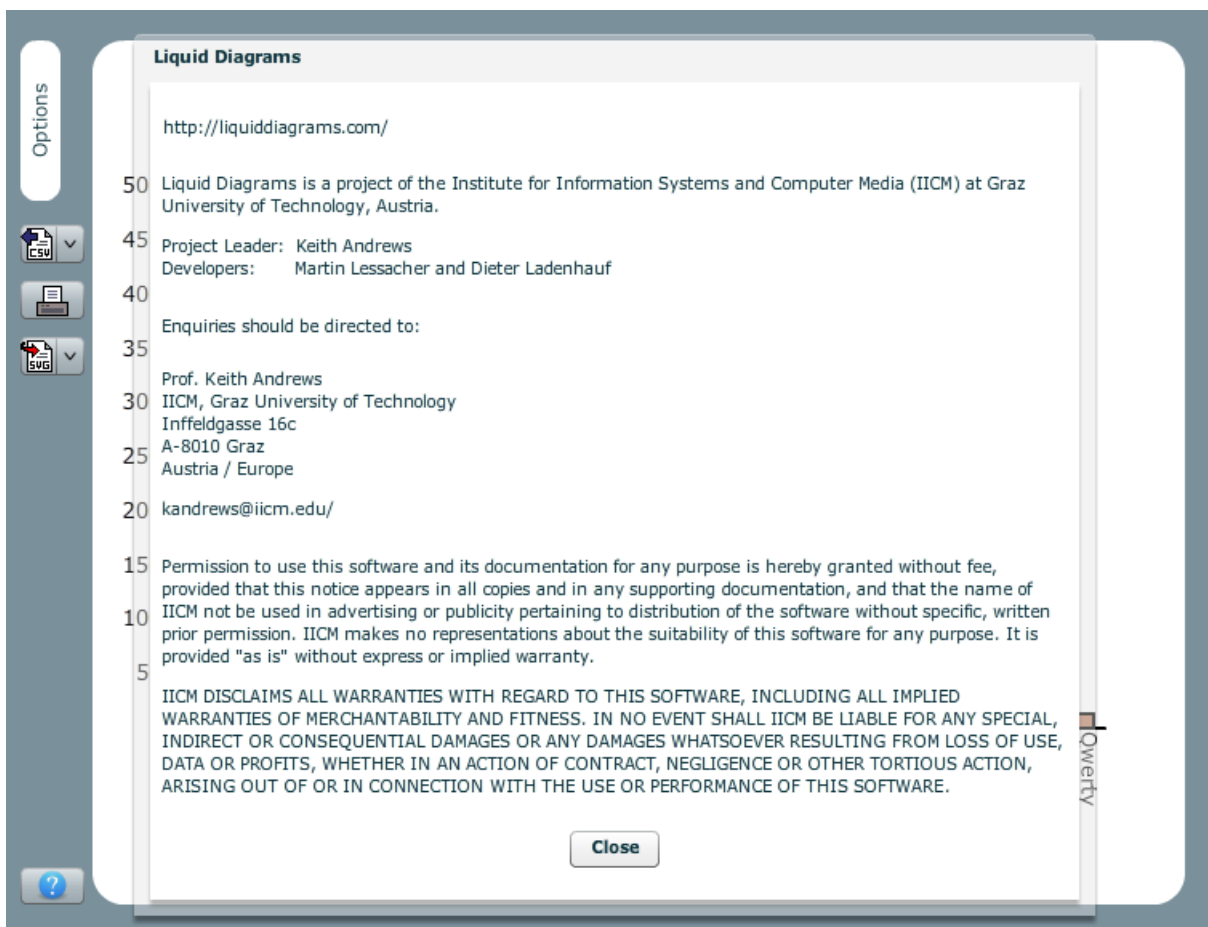 Liquid Diagrams
Options
http://liquiddiagrams.com/
50
Liquid Diagrams is a project of the Institute for Information Systems and Computer Media (IICM) at Graz
University of Technology, Austria.
45
Project Leader: Keith Andrews
Developers: Martin Lessacher and Dieter Ladenhauf
CSV
40
Enquiries should be directed to:
35
SVG
Prof. Keith Andrews
30
IICM, Graz University of Technology
Inffeldgasse 16c
A-8010 Graz
25
Austria / Europe
20
kandrews@iicm.edu/
15
Permission to use this software and its documentation for any purpose is hereby granted without fee,
provided that this notice appears in all copies and in any supporting documentation, and that the name of
10
IICM not be used in advertising or publicity pertaining to distribution of the software without specific, written
prior permission. IICM makes no representations about the suitability of this software for any purpose. It is
provided "as is" without express or implied warranty.
5
IICM DISCLAIMS ALL WARRANTIES WITH REGARD TO THIS SOFTWARE, INCLUDING ALL IMPLIED
WARRANTIES OF MERCHANTABILITY AND FITNESS. IN NO EVENT SHALL IICM BE LIABLE FOR ANY SPECIAL,
INDIRECT OR CONSEQUENTIAL DAMAGES OR ANY DAMAGES WHATSOEVER RESULTING FROM LOSS OF USE,
DATA OR PROFITS, WHETHER IN AN ACTION OF CONTRACT, NEGLIGENCE OR OTHER TORTIOUS ACTION,
ARISING OUT OF OR IN CONNECTION WITH THE USE OR PERFORMANCE OF THIS SOFTWARE.
Qwerty
Close
?